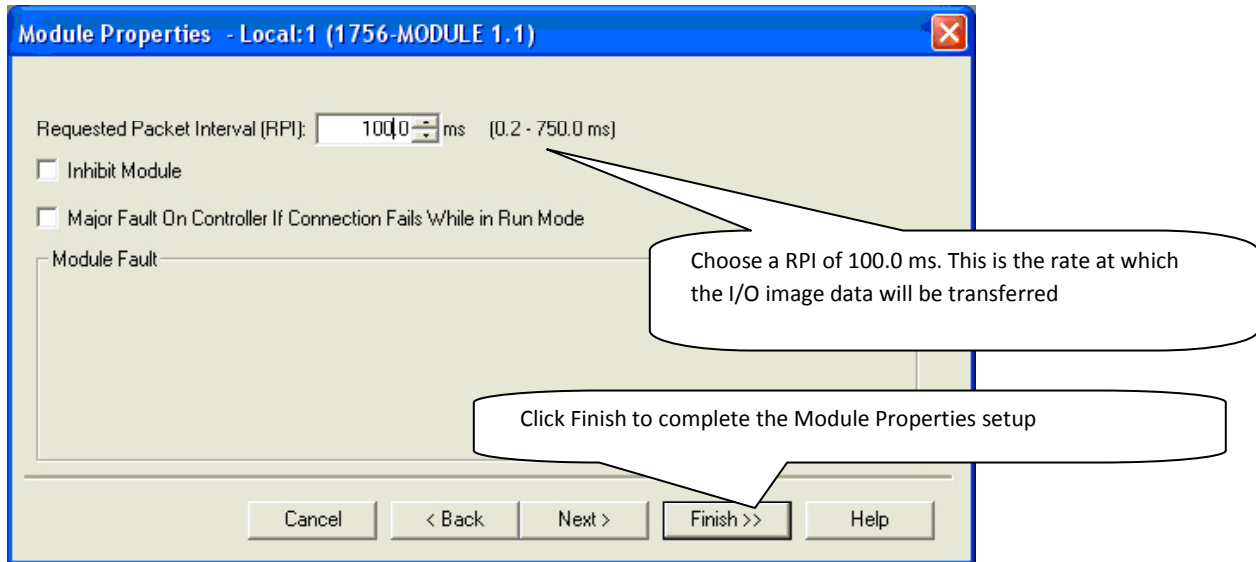 Module Properties - Local:1 (1756-MODULE 1.1)
Requested Packet Interval (RPI): 100.0 ms (0.2 - 750.0 ms)
Inhibit Module
Major Fault On Controller If Connection Fails While in Run Mode
Module Fault
Choose a RPI of 100.0 ms. This is the rate at which
the I/O image data will be transferred
Click Finish to complete the Module Properties setup
Cancel < Back Next > Finish >> Help